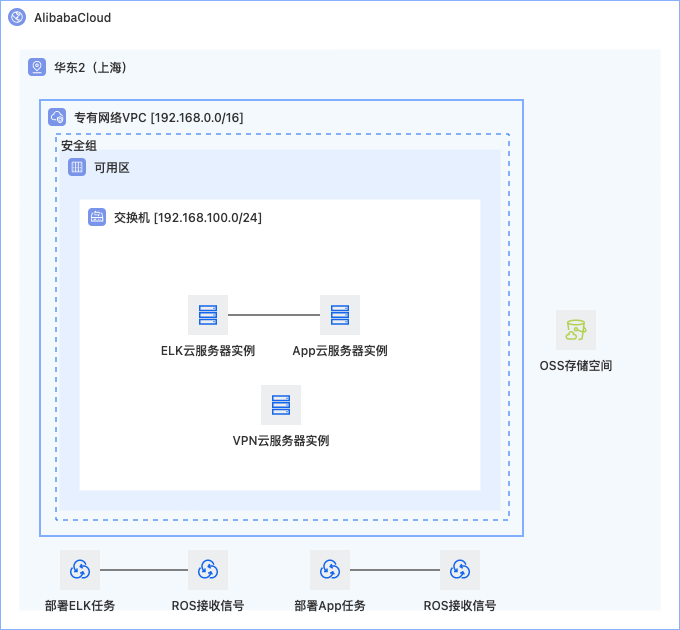 AlibabaCloud
华东2（上海）
专有网络VPC [192.168.0.0/16]
安全组
可用区
交换机 [192.168.100.0/24]
ELK云服务器实例
App云服务器实例
OSS存储空间
VPN云服务器实例
部署ELK任务
ROS接收信号
部署App任务
ROS接收信号